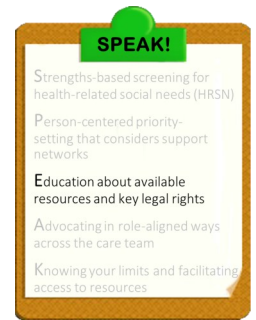 SPEAK!
Strengths-based screening for
health-related social needs (HRSN)
Person-centered priority-
setting that considers support
networks
Education about available
resources and key legal rights
Advocating in role-aligned ways
across the care team
Knowing your limits and facilitating
access to resources